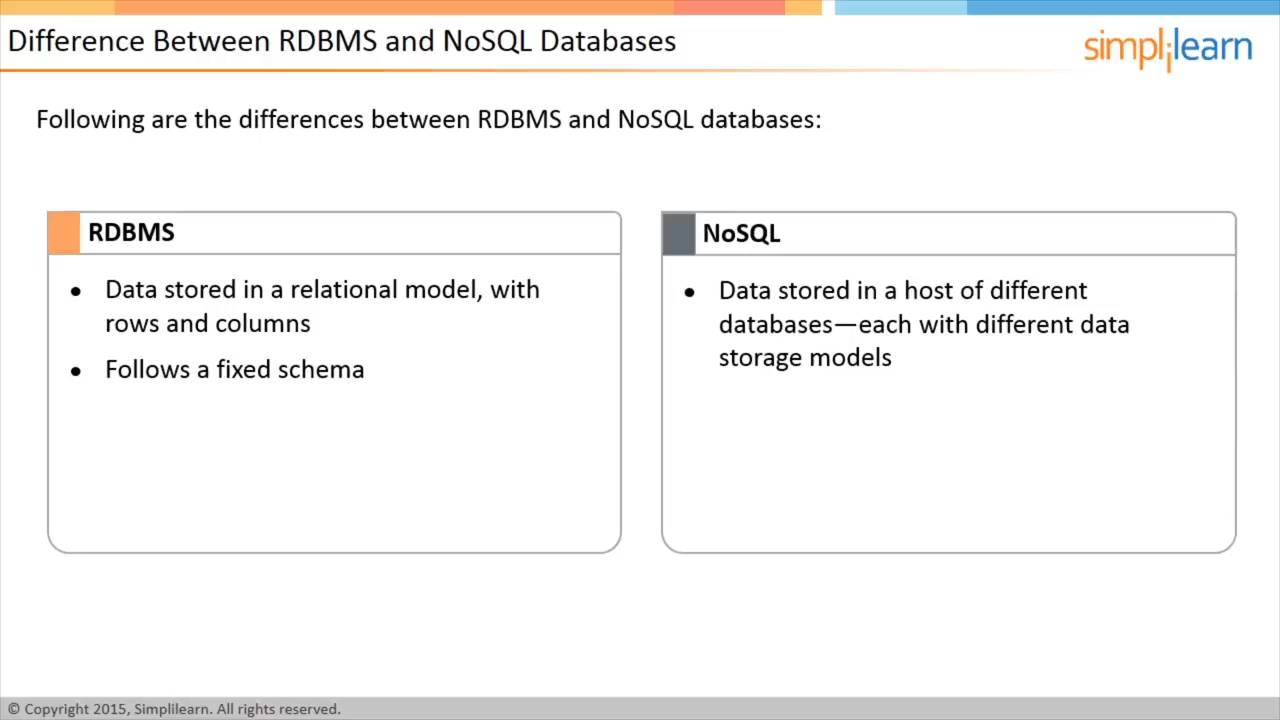 Difference Between RDBMS and NoSQL Databases
simplilearn
Following are the differences between RDBMS and NoSQL databases:
RDBMS
• Data stored in a relational model, with
rows and columns
• Follows a fixed schema
NoSQL
• Data stored in a host of different
databases—each with different data
storage models
© Copyright 2015, Simplilearn. All rights reserved.